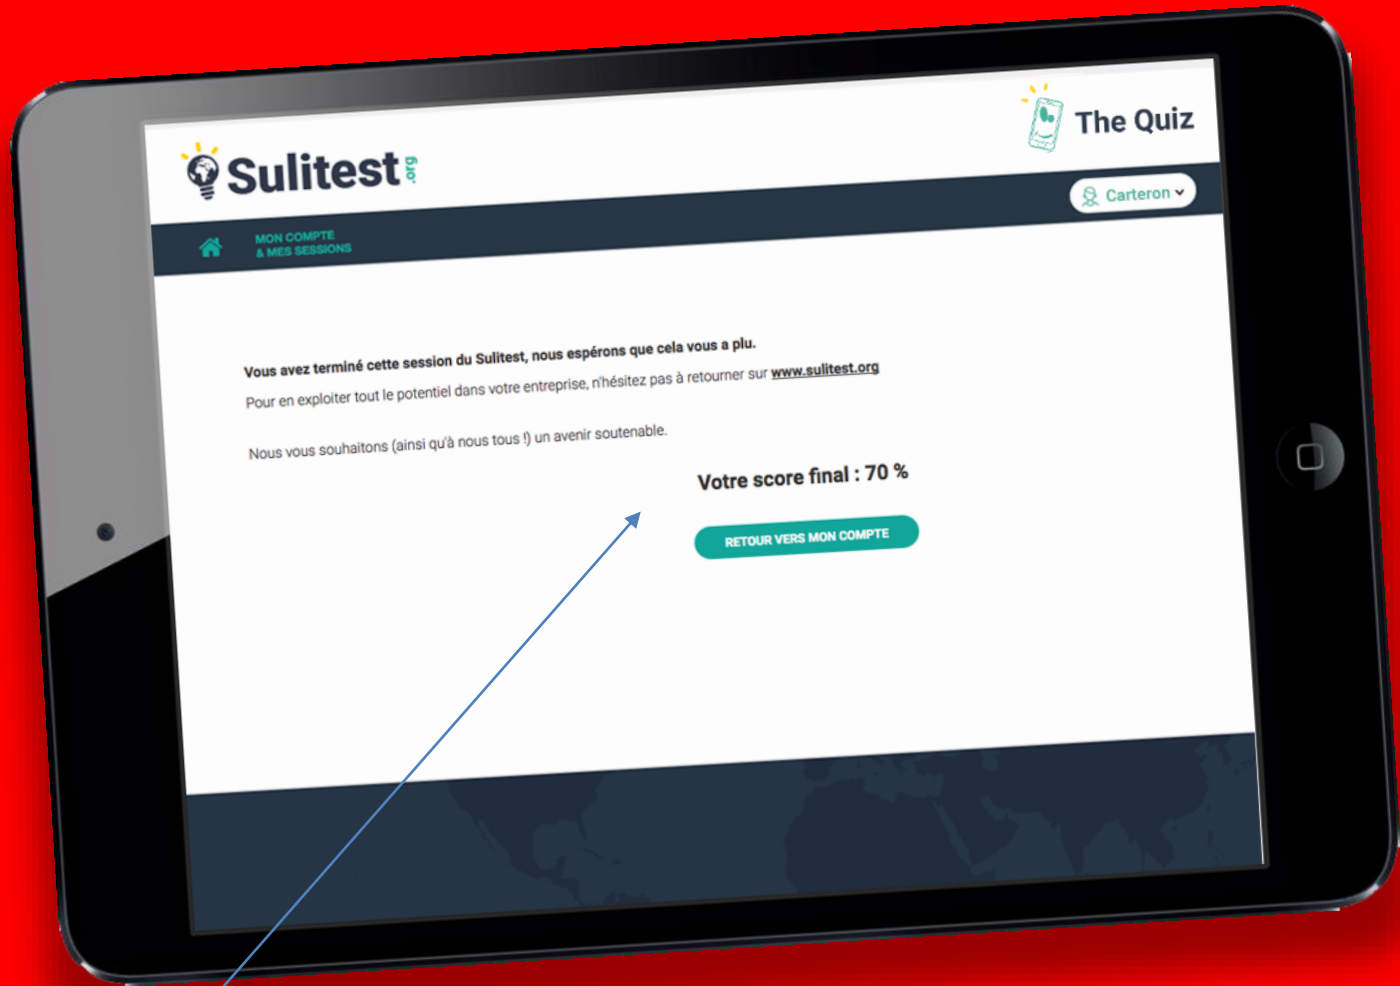 Sulitest.org
The Quiz
Carteron
MON COMPTE
& MES SESSIONS
Vous avez terminé cette session du Sulitest, nous espérons que cela vous a plu.
Pour en exploiter tout le potentiel dans votre entreprise, n'hésitez pas à retourner sur www.sulitest.org
Nous vous souhaitons (ainsi qu'à nous tous !) un avenir soutenable.
Votre score final : 70 %
RETOUR VERS MON COMPTE